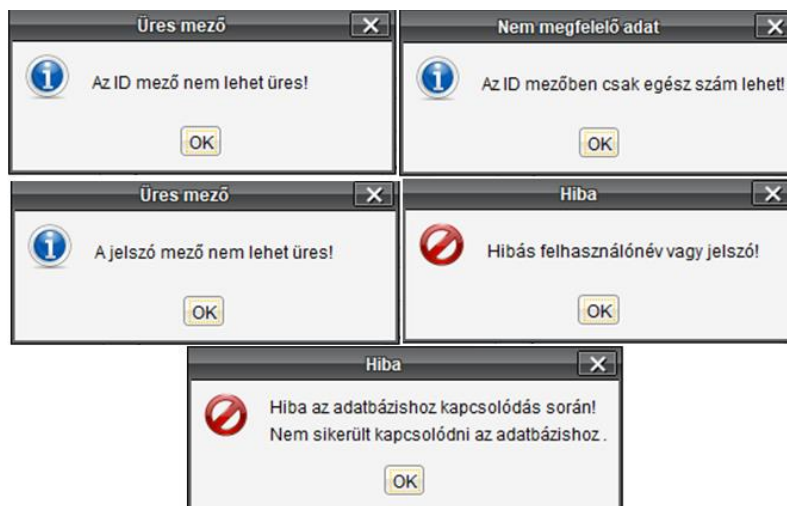 Üres mező
Az ID mező nem lehet üres!
OK
Nem megfelelő adat
Az ID mezőben csak egész szám lehet!
OK
Üres mező
A jelszó mező nem lehet üres!
OK
Hiba
Hibás felhasználónév vagy jelszó!
OK
Hiba
Hiba az adatbázishoz kapcsolódás során!
Nem sikerült kapcsolódni az adatbázishoz .
OK